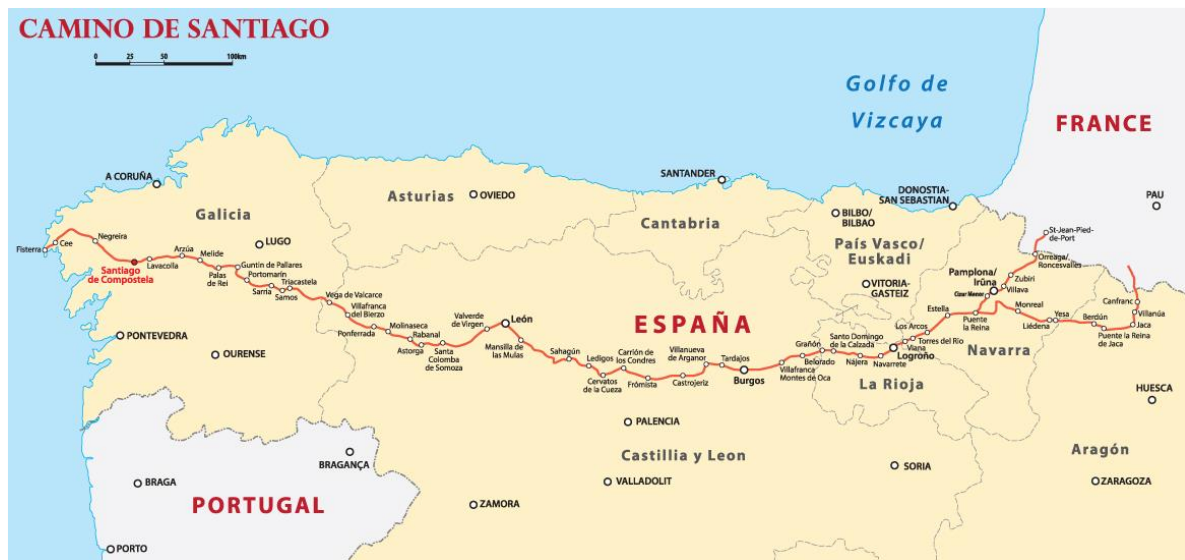 CAMINO DE SANTIAGO
0 25 50 100km
Golfo de
Vizcaya
FRANCE
PAU
A CORUÑA
SANTANDER
DONOSTIA-
SAN SEBASTIAN
Asturias
OVIEDO
Galicia
LUGO
Cantabria
BILBO/
BILBAO
País Vasco/
Euskadi
VITORIA-
GASTEIZ
St-Jean-Pied-
de-Port
Orreaga/
Roncesvalles
Zubiri
Villava
Pamplona/
Irūna
Cizur Menor
Fisterra
Cee
Negreira
Santiago
de Compostela
Lavacolla
Arzúa
Melide
Palas
de Rei
Guntin de Pallares
Portomarín
Sarria
Samos
Triacastela
Vega de Valcarce
Villafranca
del Bierzo
Ponferrada
Molinaseca
Rabanal
Astorga
Santa
Colomba
de Somoza
Valverde
de Virgen
León
Mansilla de
las Mulas
Sahagún
Ledigos
Cervatos
de la Cueza
Carrión de
los Condres
Frómista
Villanueva
de Arganor
Castrojeriz
Tardajos
Burgos
Villafranca
Montes de Oca
Grañón
Belorado
Santo Domingo
de la Calzada
Nájera
Navarrete
Logroño
Viana
Torres del Río
Los Arcos
Estella
Puente
la Reina
Monreal
Liédena
Yesa
Berdún
Puente la Reina
de Jaca
Jaca
Villanúa
Canfranc
ESPAÑA
Navarra
La Rioja
HUESCA
Aragón
PONTEVEDRA
OURENSE
PALENCIA
Castillia y Leon
SORIA
BRAGANÇA
BRAGA
VALLADOLIT
ZARAGOZA
PORTUGAL
ZAMORA
PORTO